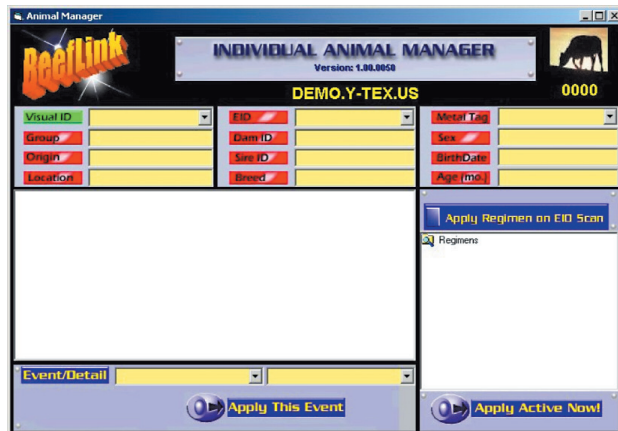 Animal Manager
BeefLink
INDIVIDUAL ANIMAL MANAGER
Version: 1.00.0050
DEMO.Y-TEX.US
0000
Visual ID
EID
Metal Tag
Group
Dam ID
Sex
Origin
Sire ID
BirthDate
Location
Breed
Age (mo.)
Apply Regimen on EID Scan
Regimens
Event/Detail
Apply This Event
Apply Active Now!